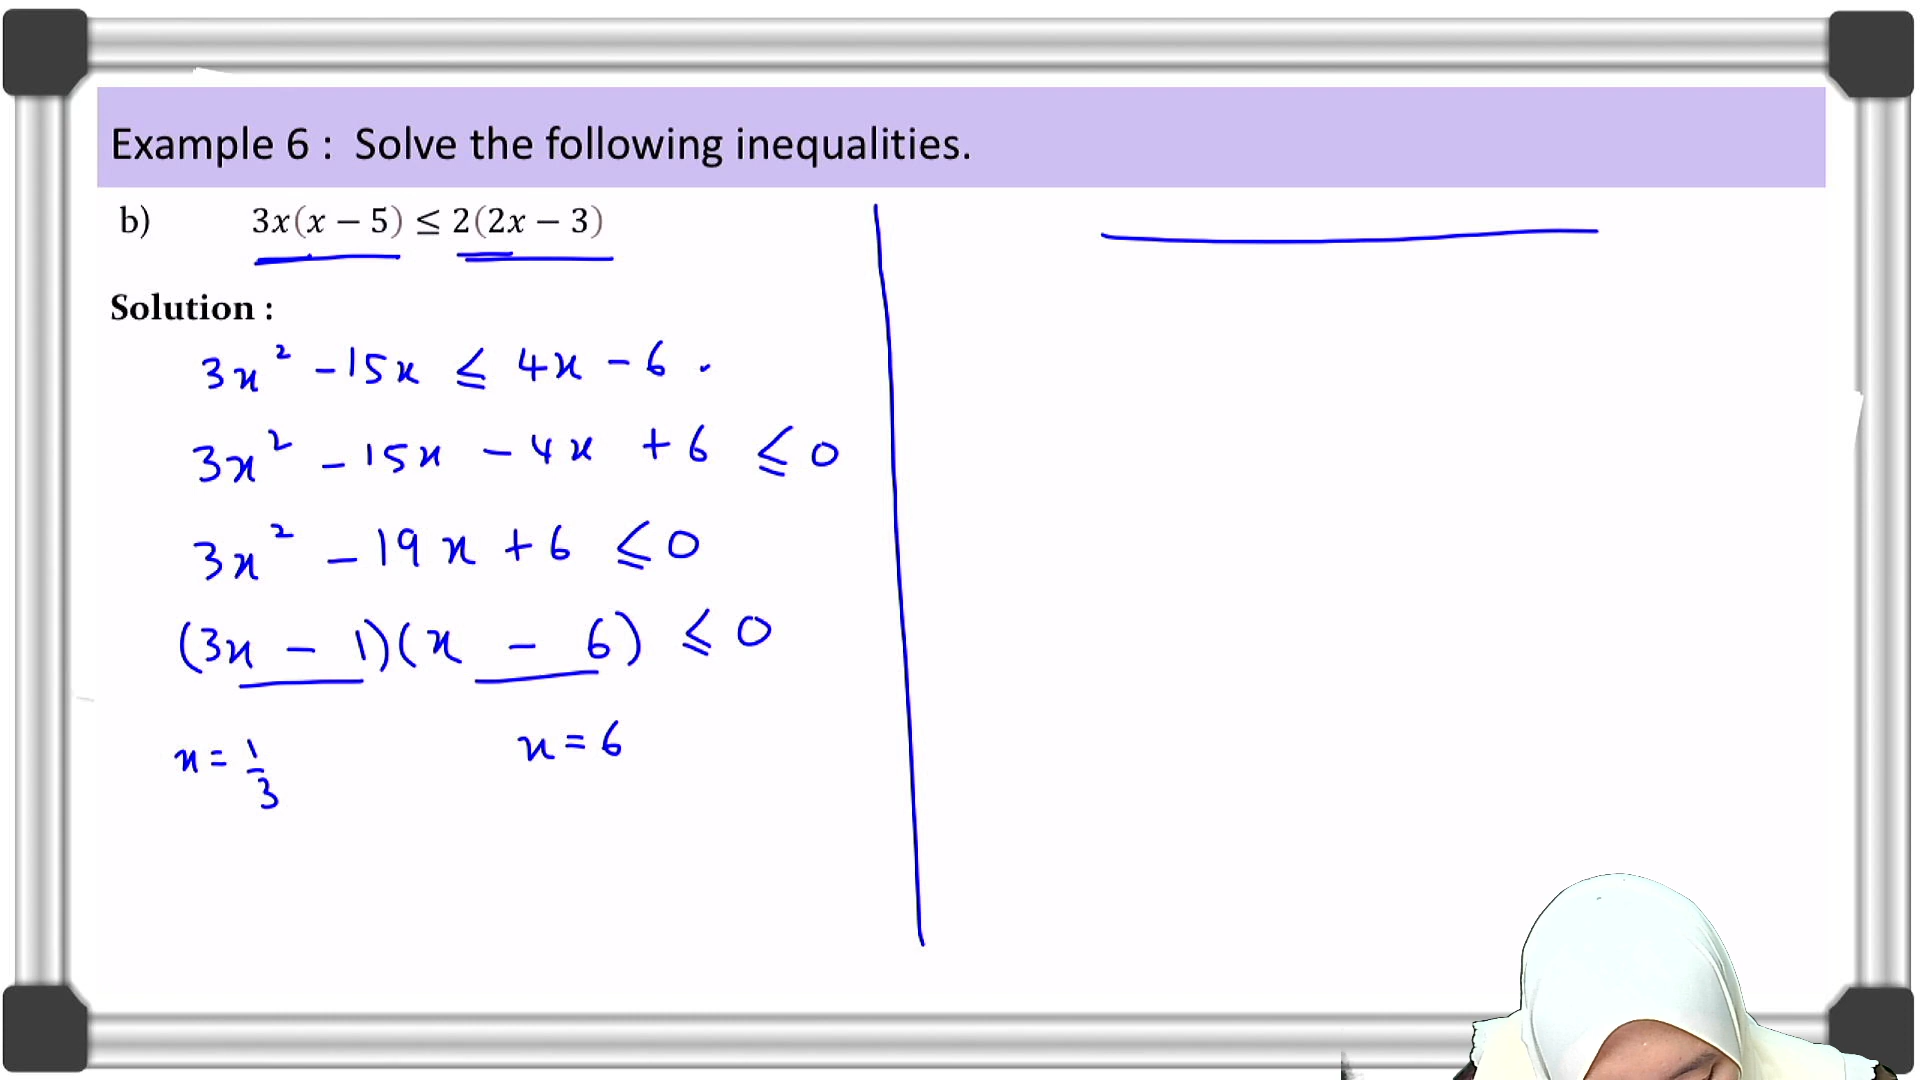 Example 6 : Solve the following inequalities.
b) 3x(x − 5) ≤ 2(2x − 3)
Solution :
3x² - 15x ≤ 4x - 6 .
3x² - 15x - 4x + 6 ≤ 0
3x² - 19x + 6 ≤ 0
(3x - 1)(x - 6) ≤ 0
x = 1/3 x = 6